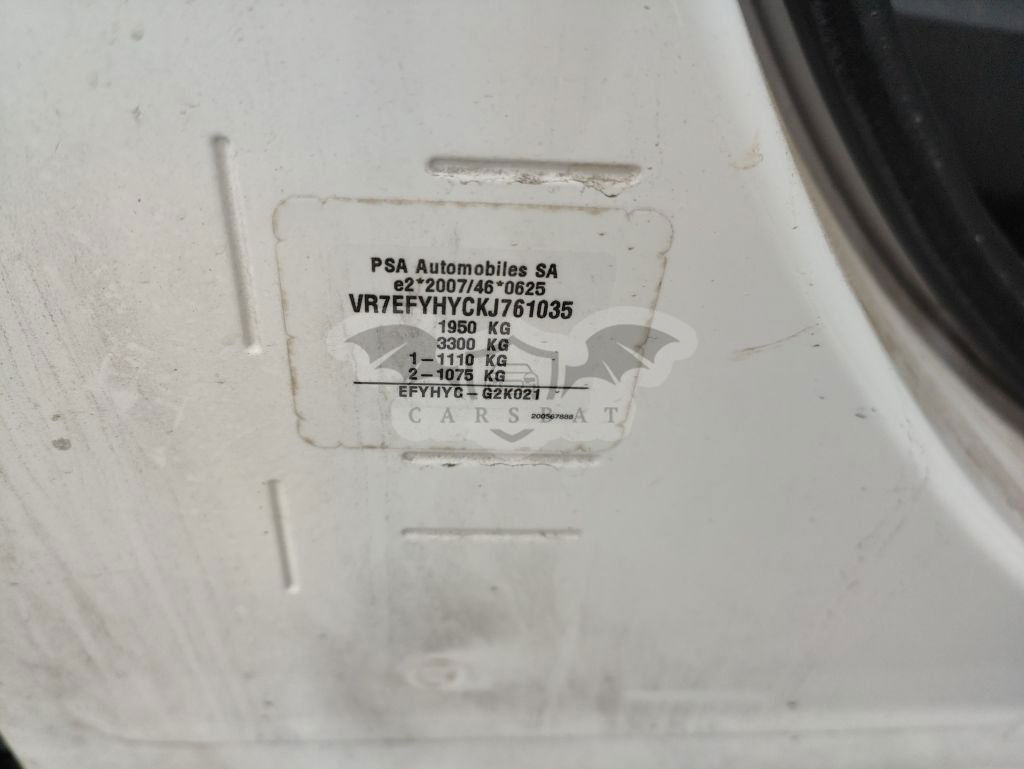 PSA Automobiles SA
e2*2007/46*0625
VR7EFYHYCKJ761035
1950 KG
3300 KG
1-1110 KG
2-1075 KG
EFYHYC-G2K021
200567888
CARSBAT